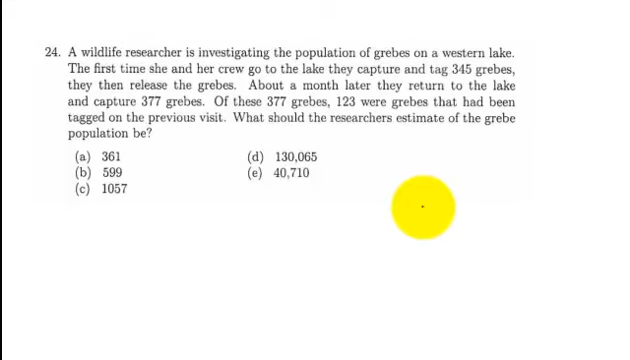 24. A wildlife researcher is investigating the population of grebes on a western lake.
The first time she and her crew go to the lake they capture and tag 345 grebes,
they then release the grebes. About a month later they return to the lake
and capture 377 grebes. Of these 377 grebes, 123 were grebes that had been
tagged on the previous visit. What should the researchers estimate of the grebe
population be?
(a) 361
(b) 599
(c) 1057
(d) 130,065
(e) 40,710